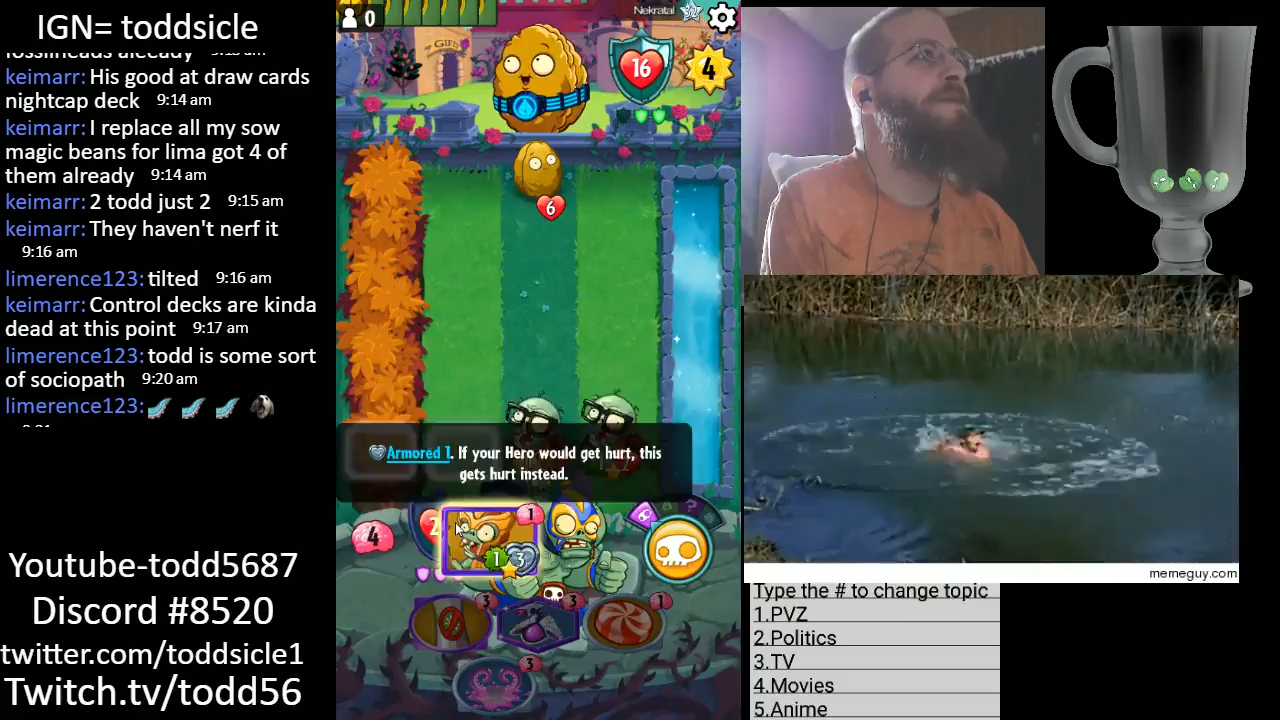 IGN= toddsicle
fossilheads already 9:13 am
keimarr: His good at draw cards
nightcap deck 9:14 am
keimarr: I replace all my sow
magic beans for lima got 4 of
them already 9:14 am
keimarr: 2 todd just 2 9:15 am
keimarr: They haven't nerf it
9:16 am
limerence123: tilted 9:16 am
keimarr: Control decks are kinda
dead at this point 9:17 am
limerence123: todd is some sort
of sociopath 9:20 am
limerence123:
Youtube-todd5687
Discord #8520
twitter.com/toddsicle1
Twitch.tv/todd56
0
Nekratal
GIFT
16
4
6
Armored 1. If your Hero would get hurt, this
gets hurt instead.
4
1
1
3
3
3
1
3
memeguy.com
Type the # to change topic
1.PVZ
2.Politics
3.TV
4.Movies
5.Anime